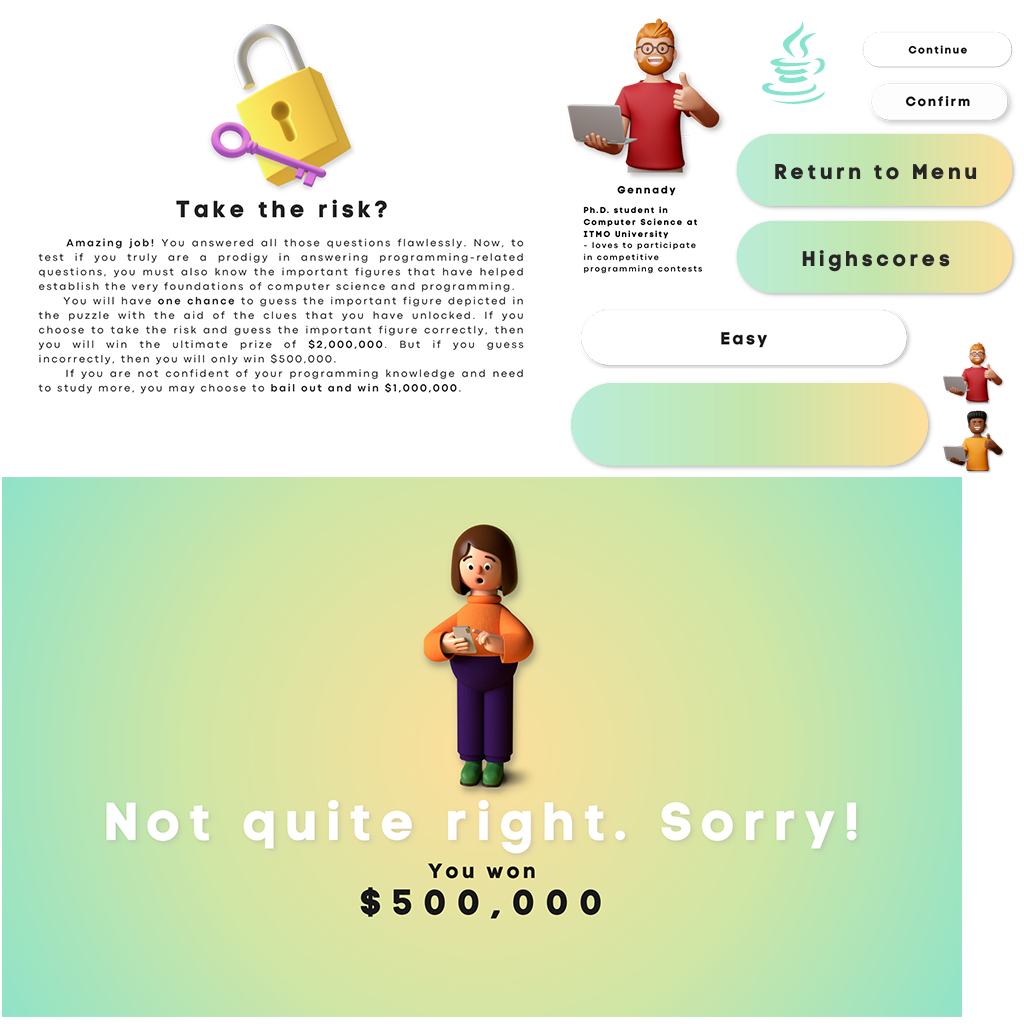 Take the risk?
Amazing job! You answered all those questions flawlessly. Now, to
test if you truly are a prodigy in answering programming-related
questions, you must also know the important figures that have helped
establish the very foundations of computer science and programming.
You will have one chance to guess the important figure depicted in
the puzzle with the aid of the clues that you have unlocked. If you
choose to take the risk and guess the important figure correctly, then
you will win the ultimate prize of $2,000,000. But if you guess
incorrectly, then you will only win $500,000.
If you are not confident of your programming knowledge and need
to study more, you may choose to bail out and win $1,000,000.
Gennady
Ph.D. student in
Computer Science at
ITMO University
- loves to participate
in competitive
programming contests
Continue
Confirm
Return to Menu
Highscores
Easy
Not quite right. Sorry!
You won
$500,000